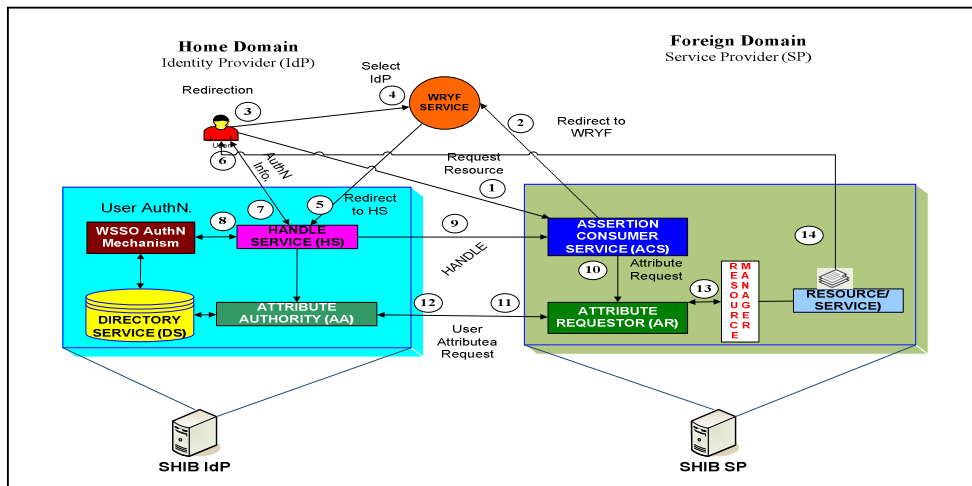 Home Domain
Identity Provider (IdP)
Foreign Domain
Service Provider (SP)
Select
IdP
Redirection
3
4
WRYF
SERVICE
2
Redirect to
WRYF
User
6
AuthN
Info.
Request
Resource
1
User AuthN.
7
5
Redirect
to HS
8
WSSO AuthN
Mechanism
HANDLE
SERVICE (HS)
9
HANDLE
ASSERTION
CONSUMER
SERVICE (ACS)
14
10
Attribute
Request
RESOURCE
MANAGER
13
RESOURCE/
SERVICE)
DIRECTORY
SERVICE (DS)
ATTRIBUTE
AUTHORITY (AA)
12
11
ATTRIBUTE
REQUESTOR (AR)
User
Attributea
Request
SHIB IdP
SHIB SP